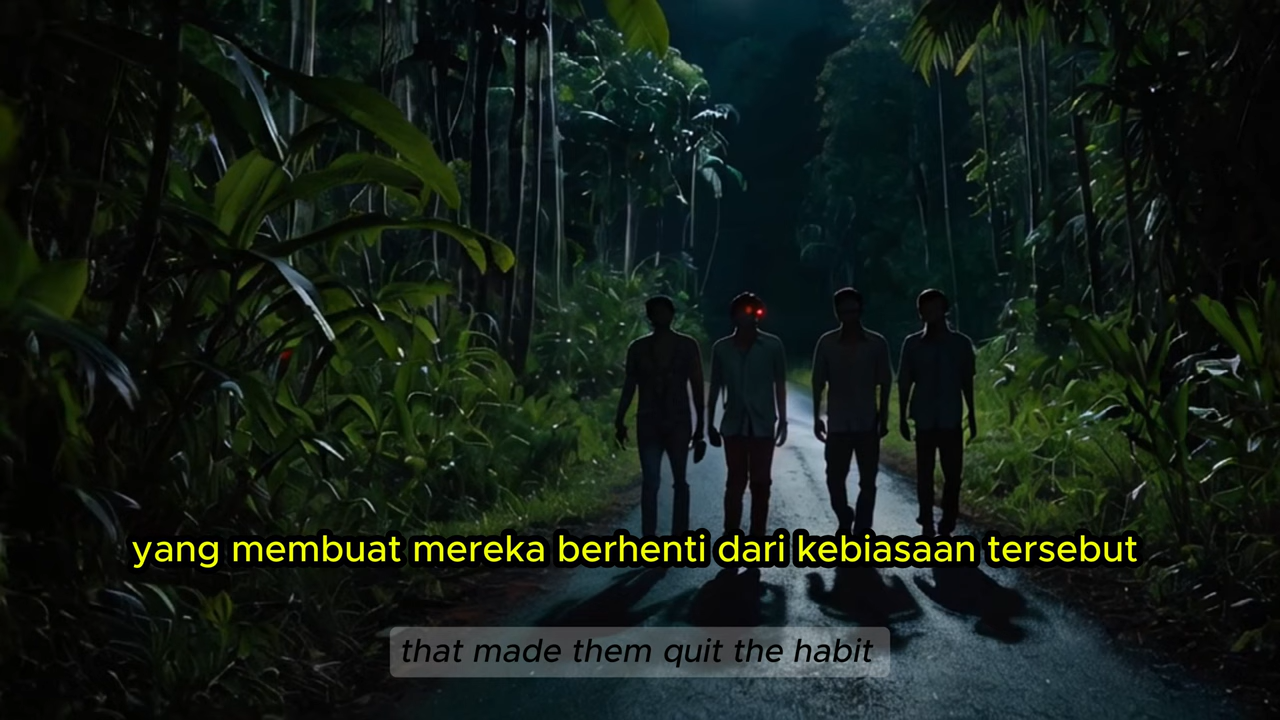 yang membuat mereka berhenti dari kebiasaan tersebut
that made them quit the habit